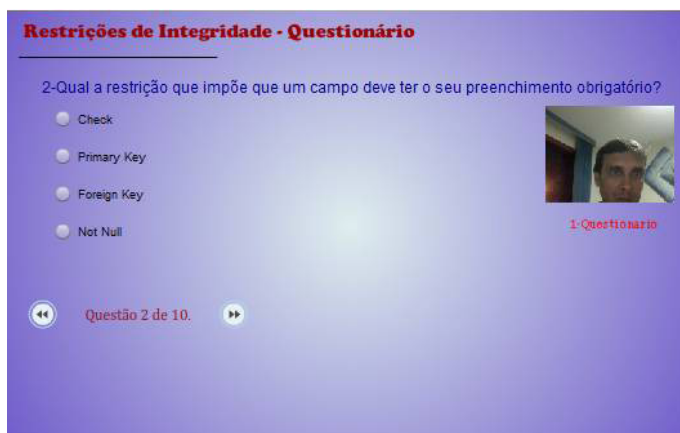 Restrições de Integridade - Questionário
2-Qual a restrição que impõe que um campo deve ter o seu preenchimento obrigatório?
Check
Primary Key
Foreign Key
Not Null
1-Questionario
Questão 2 de 10.